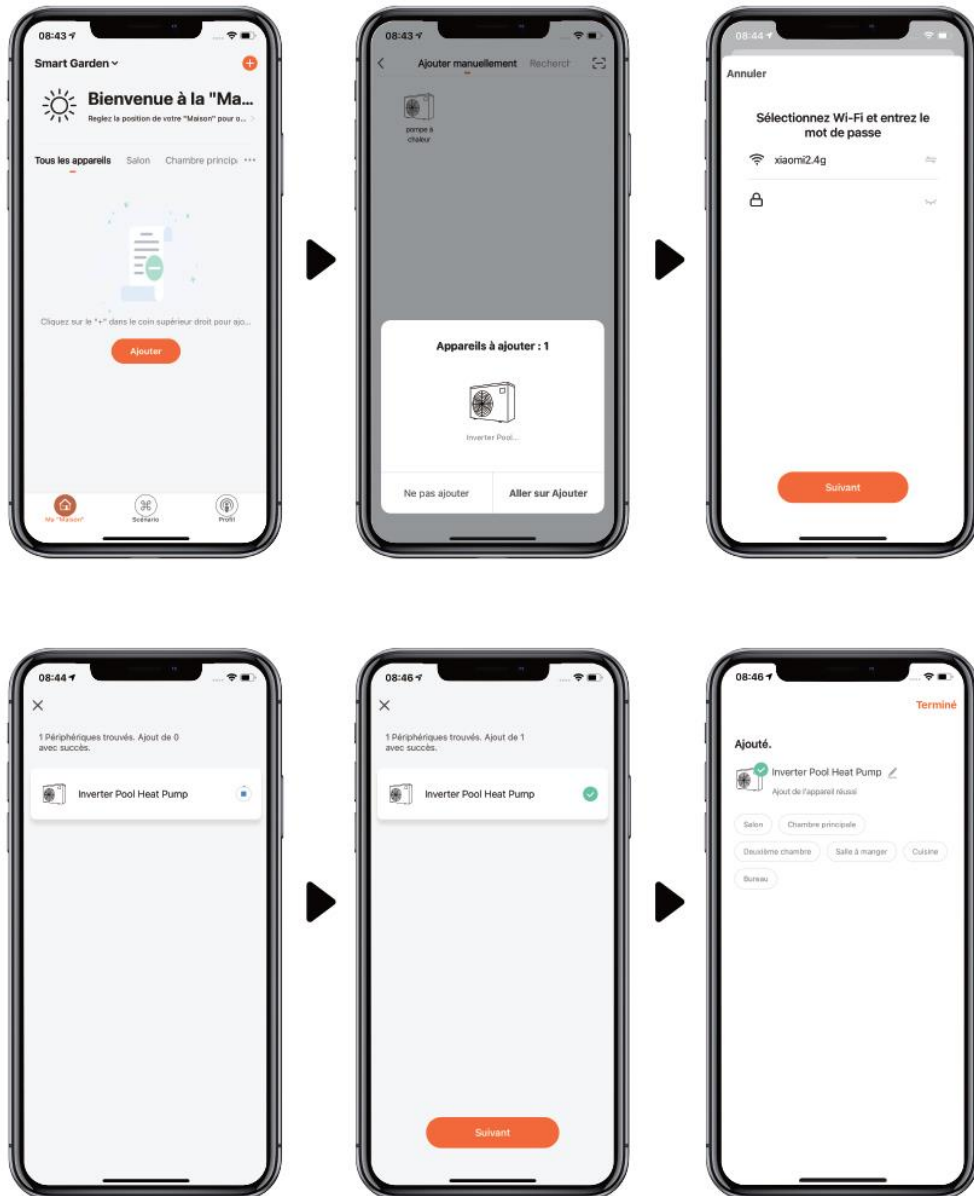 08:43
Smart Garden
Bienvenue à la "Ma...
Reglez la position de votre "Maison" pour o...
Tous les appareils Salon Chambre princip
Cliquez sur le "+" dans le coin supérieur droit pour ajo...
Ajouter
Ma "Maison" Scénario Profil
08:43
Ajouter manuellement Recherch
pompe à
chaleur
Appareils à ajouter : 1
Inverter Pool...
Ne pas ajouter Aller sur Ajouter
08:44
Annuler
Sélectionnez Wi-Fi et entrez le
mot de passe
xiaomi2.4g
Suivant
08:44
1 Périphériques trouvés. Ajout de 0
avec succès.
Inverter Pool Heat Pump
08:46
1 Périphériques trouvés. Ajout de 1
avec succès.
Inverter Pool Heat Pump
Suivant
08:46
Terminé
Ajouté.
Inverter Pool Heat Pump
Ajout de l'appareil réussi
Salon Chambre principale
Deuxième chambre Salle à manger Cuisine
Bureau